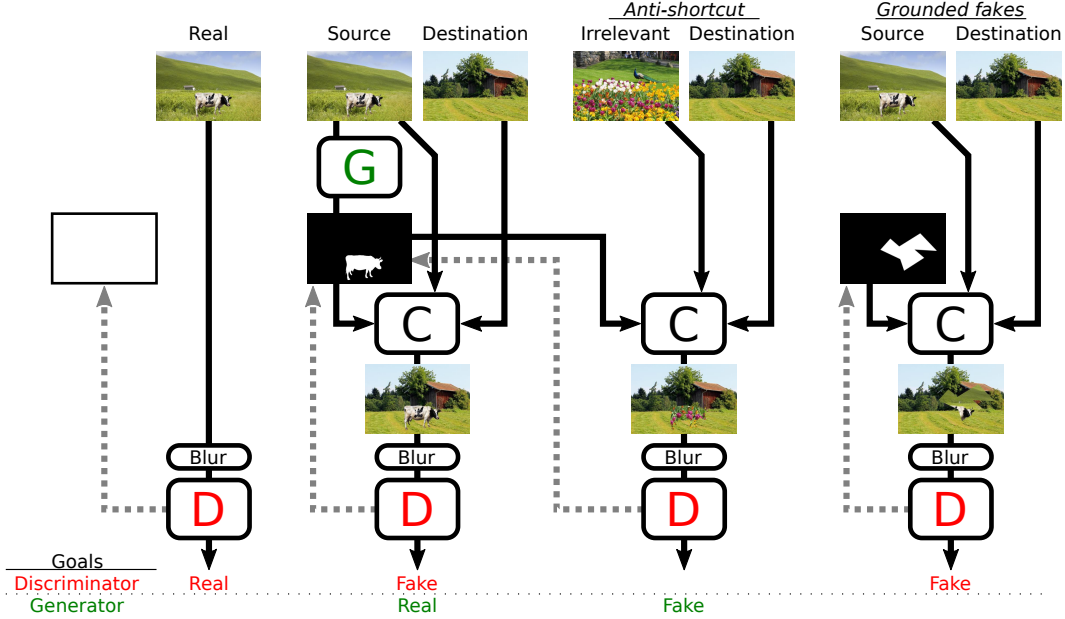 Anti-shortcut Grounded fakes
Real Source Destination Irrelevant Destination Source Destination
G
C C C
Blur Blur Blur Blur
D D D D
Goals
Discriminator Real Fake Fake
Generator Real Fake